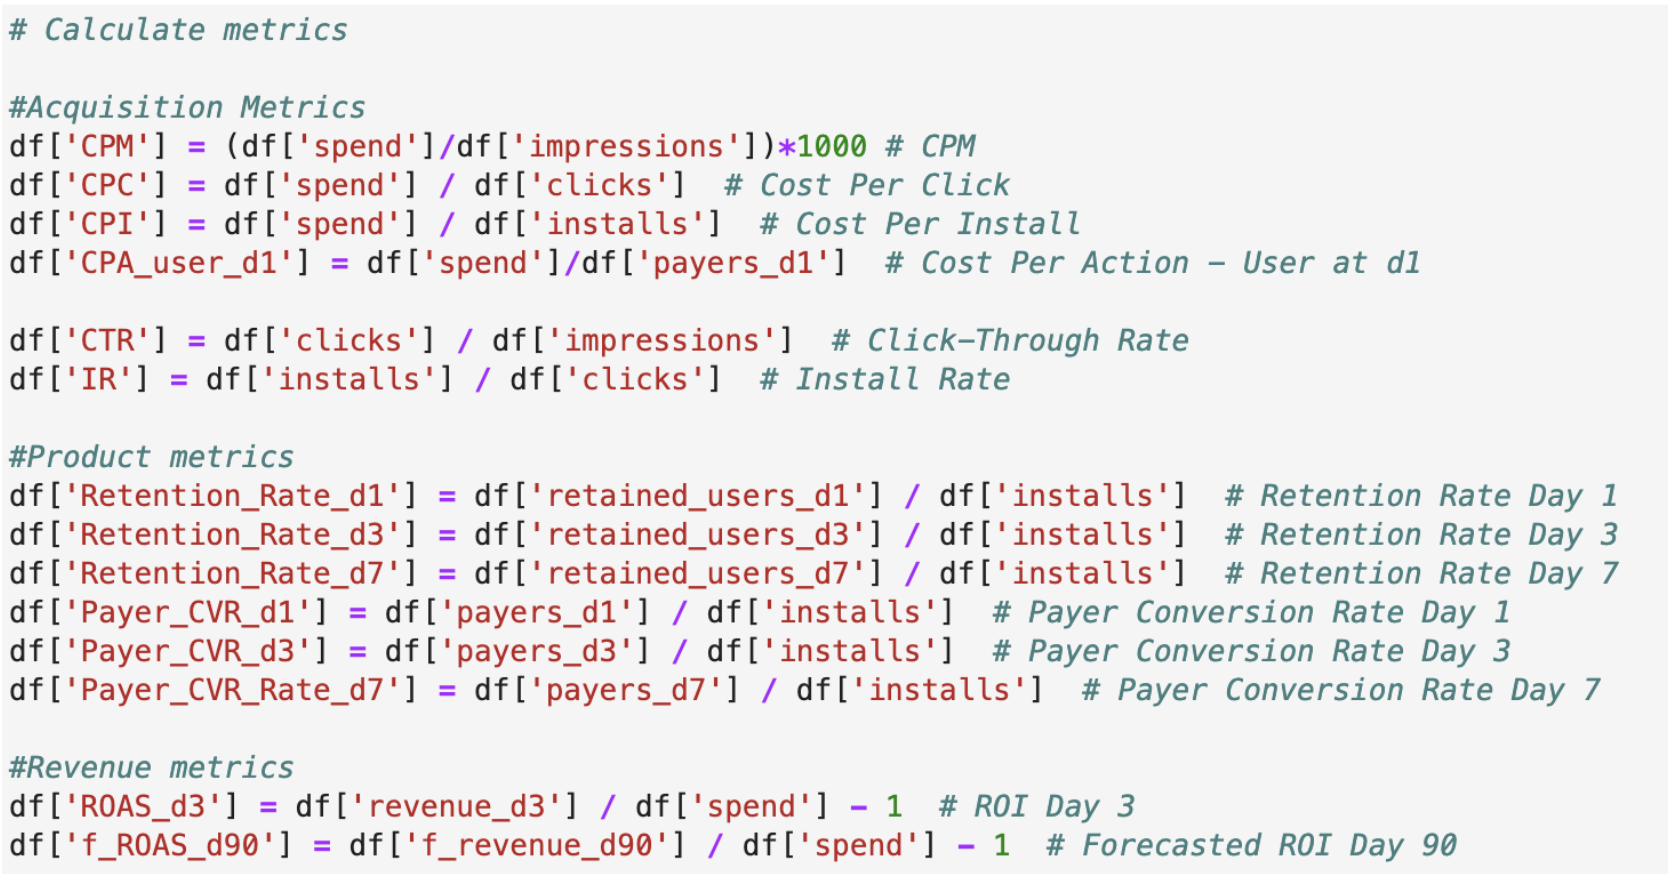 # Calculate metrics
#Acquisition Metrics
df['CPM'] = (df['spend']/df['impressions'])*1000 # CPM
df['CPC'] = df['spend'] / df['clicks']  # Cost Per Click
df['CPI'] = df['spend'] / df['installs']  # Cost Per Install
df['CPA_user_d1'] = df['spend']/df['payers_d1']  # Cost Per Action – User at d1
df['CTR'] = df['clicks'] / df['impressions']  # Click-Through Rate
df['IR'] = df['installs'] / df['clicks']  # Install Rate
#Product metrics
df['Retention_Rate_d1'] = df['retained_users_d1'] / df['installs']  # Retention Rate Day 1
df['Retention_Rate_d3'] = df['retained_users_d3'] / df['installs']  # Retention Rate Day 3
df['Retention_Rate_d7'] = df['retained_users_d7'] / df['installs']  # Retention Rate Day 7
df['Payer_CVR_d1'] = df['payers_d1'] / df['installs']  # Payer Conversion Rate Day 1
df['Payer_CVR_d3'] = df['payers_d3'] / df['installs']  # Payer Conversion Rate Day 3
df['Payer_CVR_Rate_d7'] = df['payers_d7'] / df['installs']  # Payer Conversion Rate Day 7
#Revenue metrics
df['ROAS_d3'] = df['revenue_d3'] / df['spend'] - 1  # ROI Day 3
df['f_ROAS_d90'] = df['f_revenue_d90'] / df['spend'] - 1  # Forecasted ROI Day 90